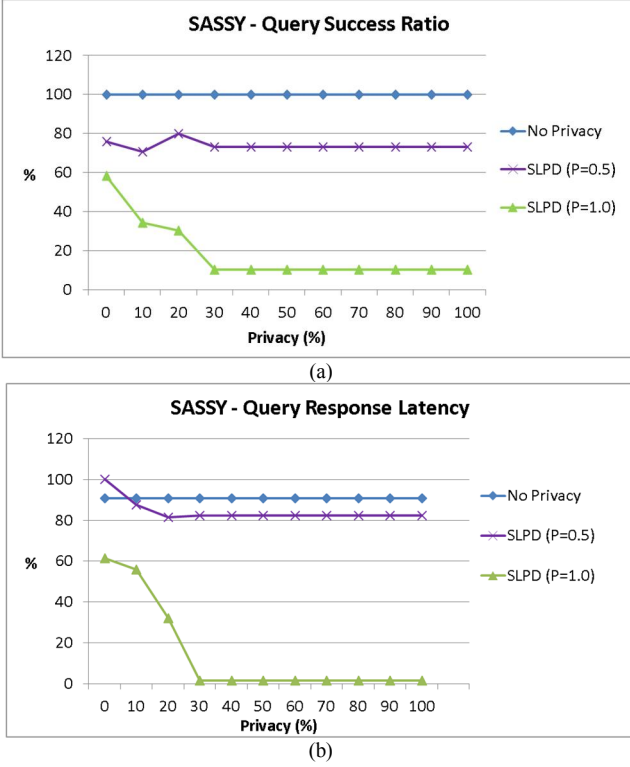 SASSY - Query Success Ratio
120
100
80
60
40
20
0
%
0 10 20 30 40 50 60 70 80 90 100
Privacy (%)
No Privacy
SLPD (P=0.5)
SLPD (P=1.0)
(a)
SASSY - Query Response Latency
120
100
80
60
40
20
0
%
0 10 20 30 40 50 60 70 80 90 100
Privacy (%)
No Privacy
SLPD (P=0.5)
SLPD (P=1.0)
(b)